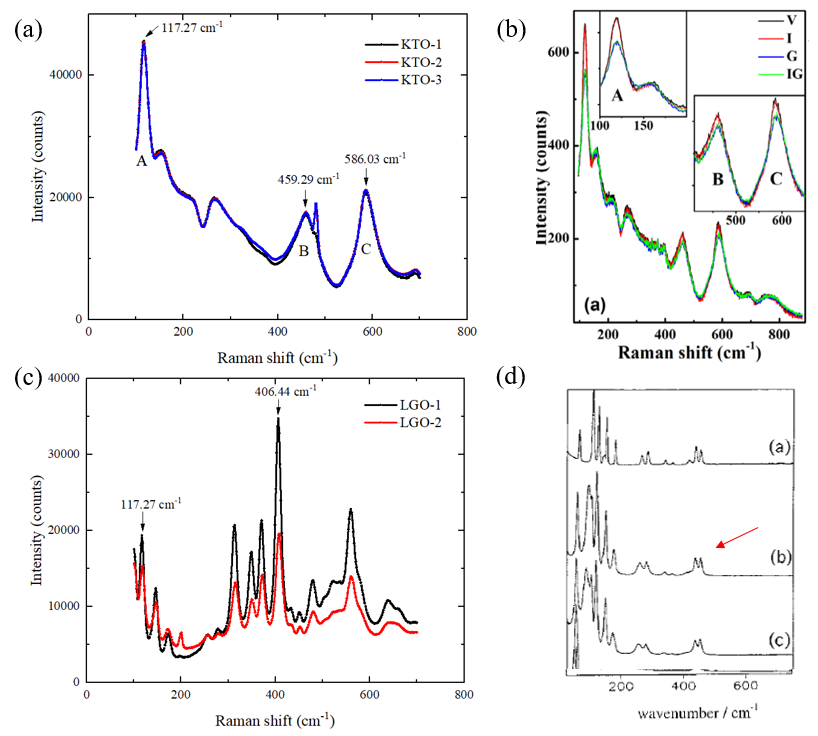 (a)
117.27 cm⁻¹
KTO-1
KTO-2
KTO-3
40000
Intensity (counts)
A
586.03 cm⁻¹
459.29 cm⁻¹
20000
B
C
0
0
200
400
600
800
Raman shift (cm⁻¹)
(b)
V
I
G
IG
600
400
200
Intensity (counts)
A
100
150
B
C
500
600
(a)
200
400
600
800
Raman shift (cm⁻¹)
(c)
40000
406.44 cm⁻¹
LGO-1
LGO-2
30000
117.27 cm⁻¹
20000
10000
0
Intensity (counts)
0
200
400
600
800
Raman shift (cm⁻¹)
(d)
(a)
(b)
(c)
200
400
600
wavenumber / cm⁻¹